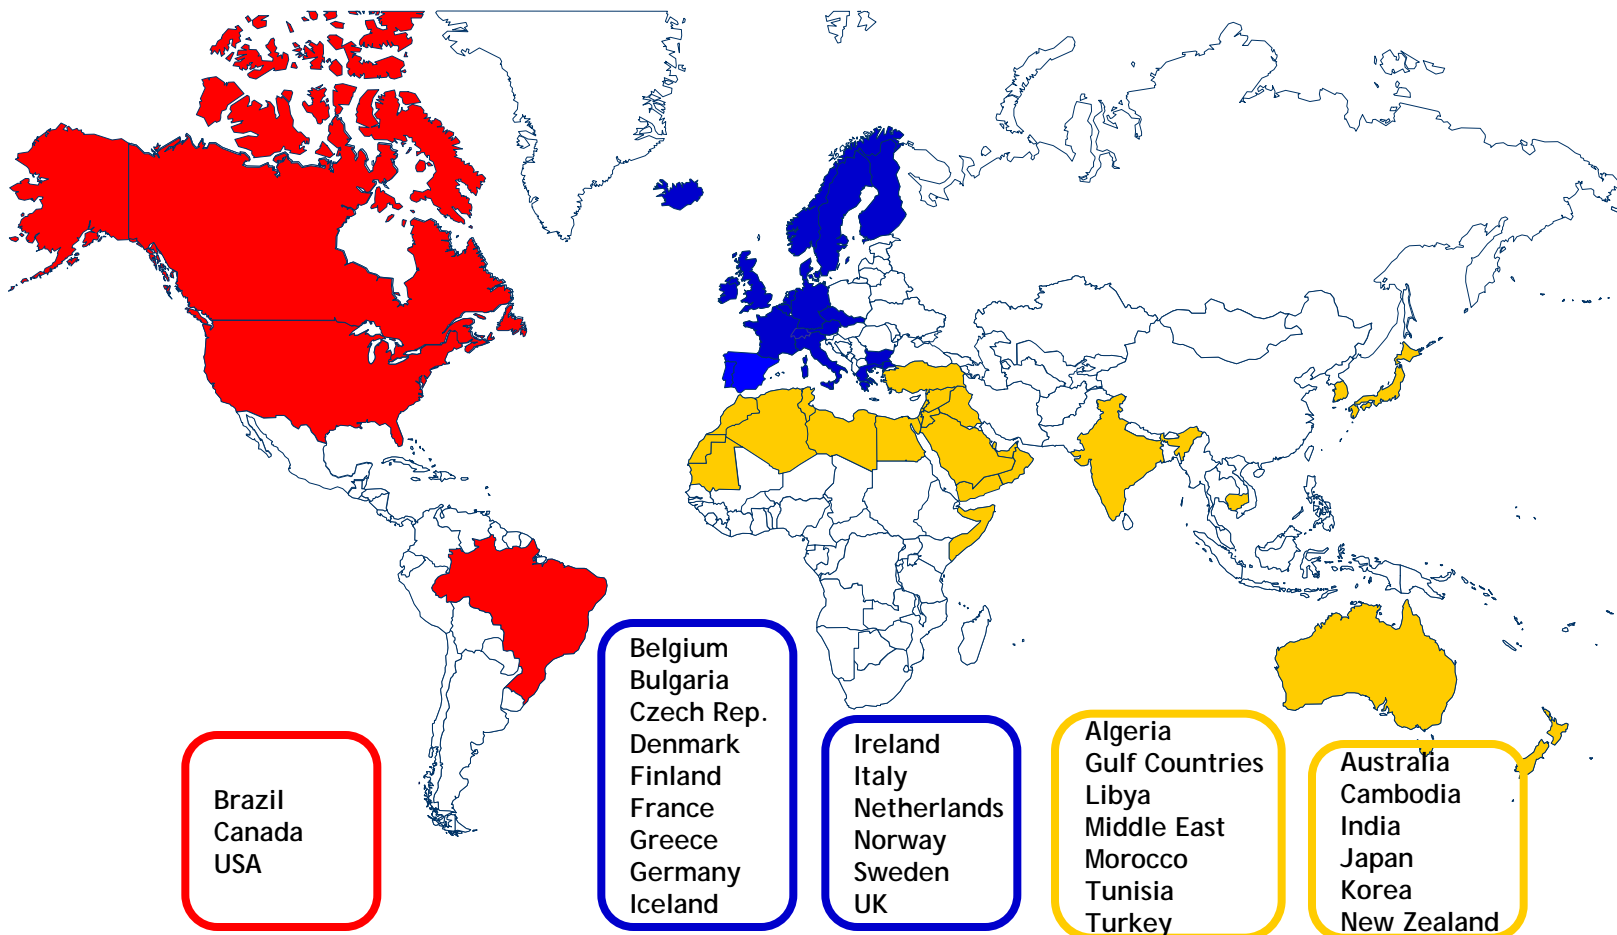 Brazil
Canada
USA
Belgium
Bulgaria
Czech Rep.
Denmark
Finland
France
Greece
Germany
Iceland
Ireland
Italy
Netherlands
Norway
Sweden
UK
Algeria
Gulf Countries
Libya
Middle East
Morocco
Tunisia
Turkey
Australia
Cambodia
India
Japan
Korea
New Zealand